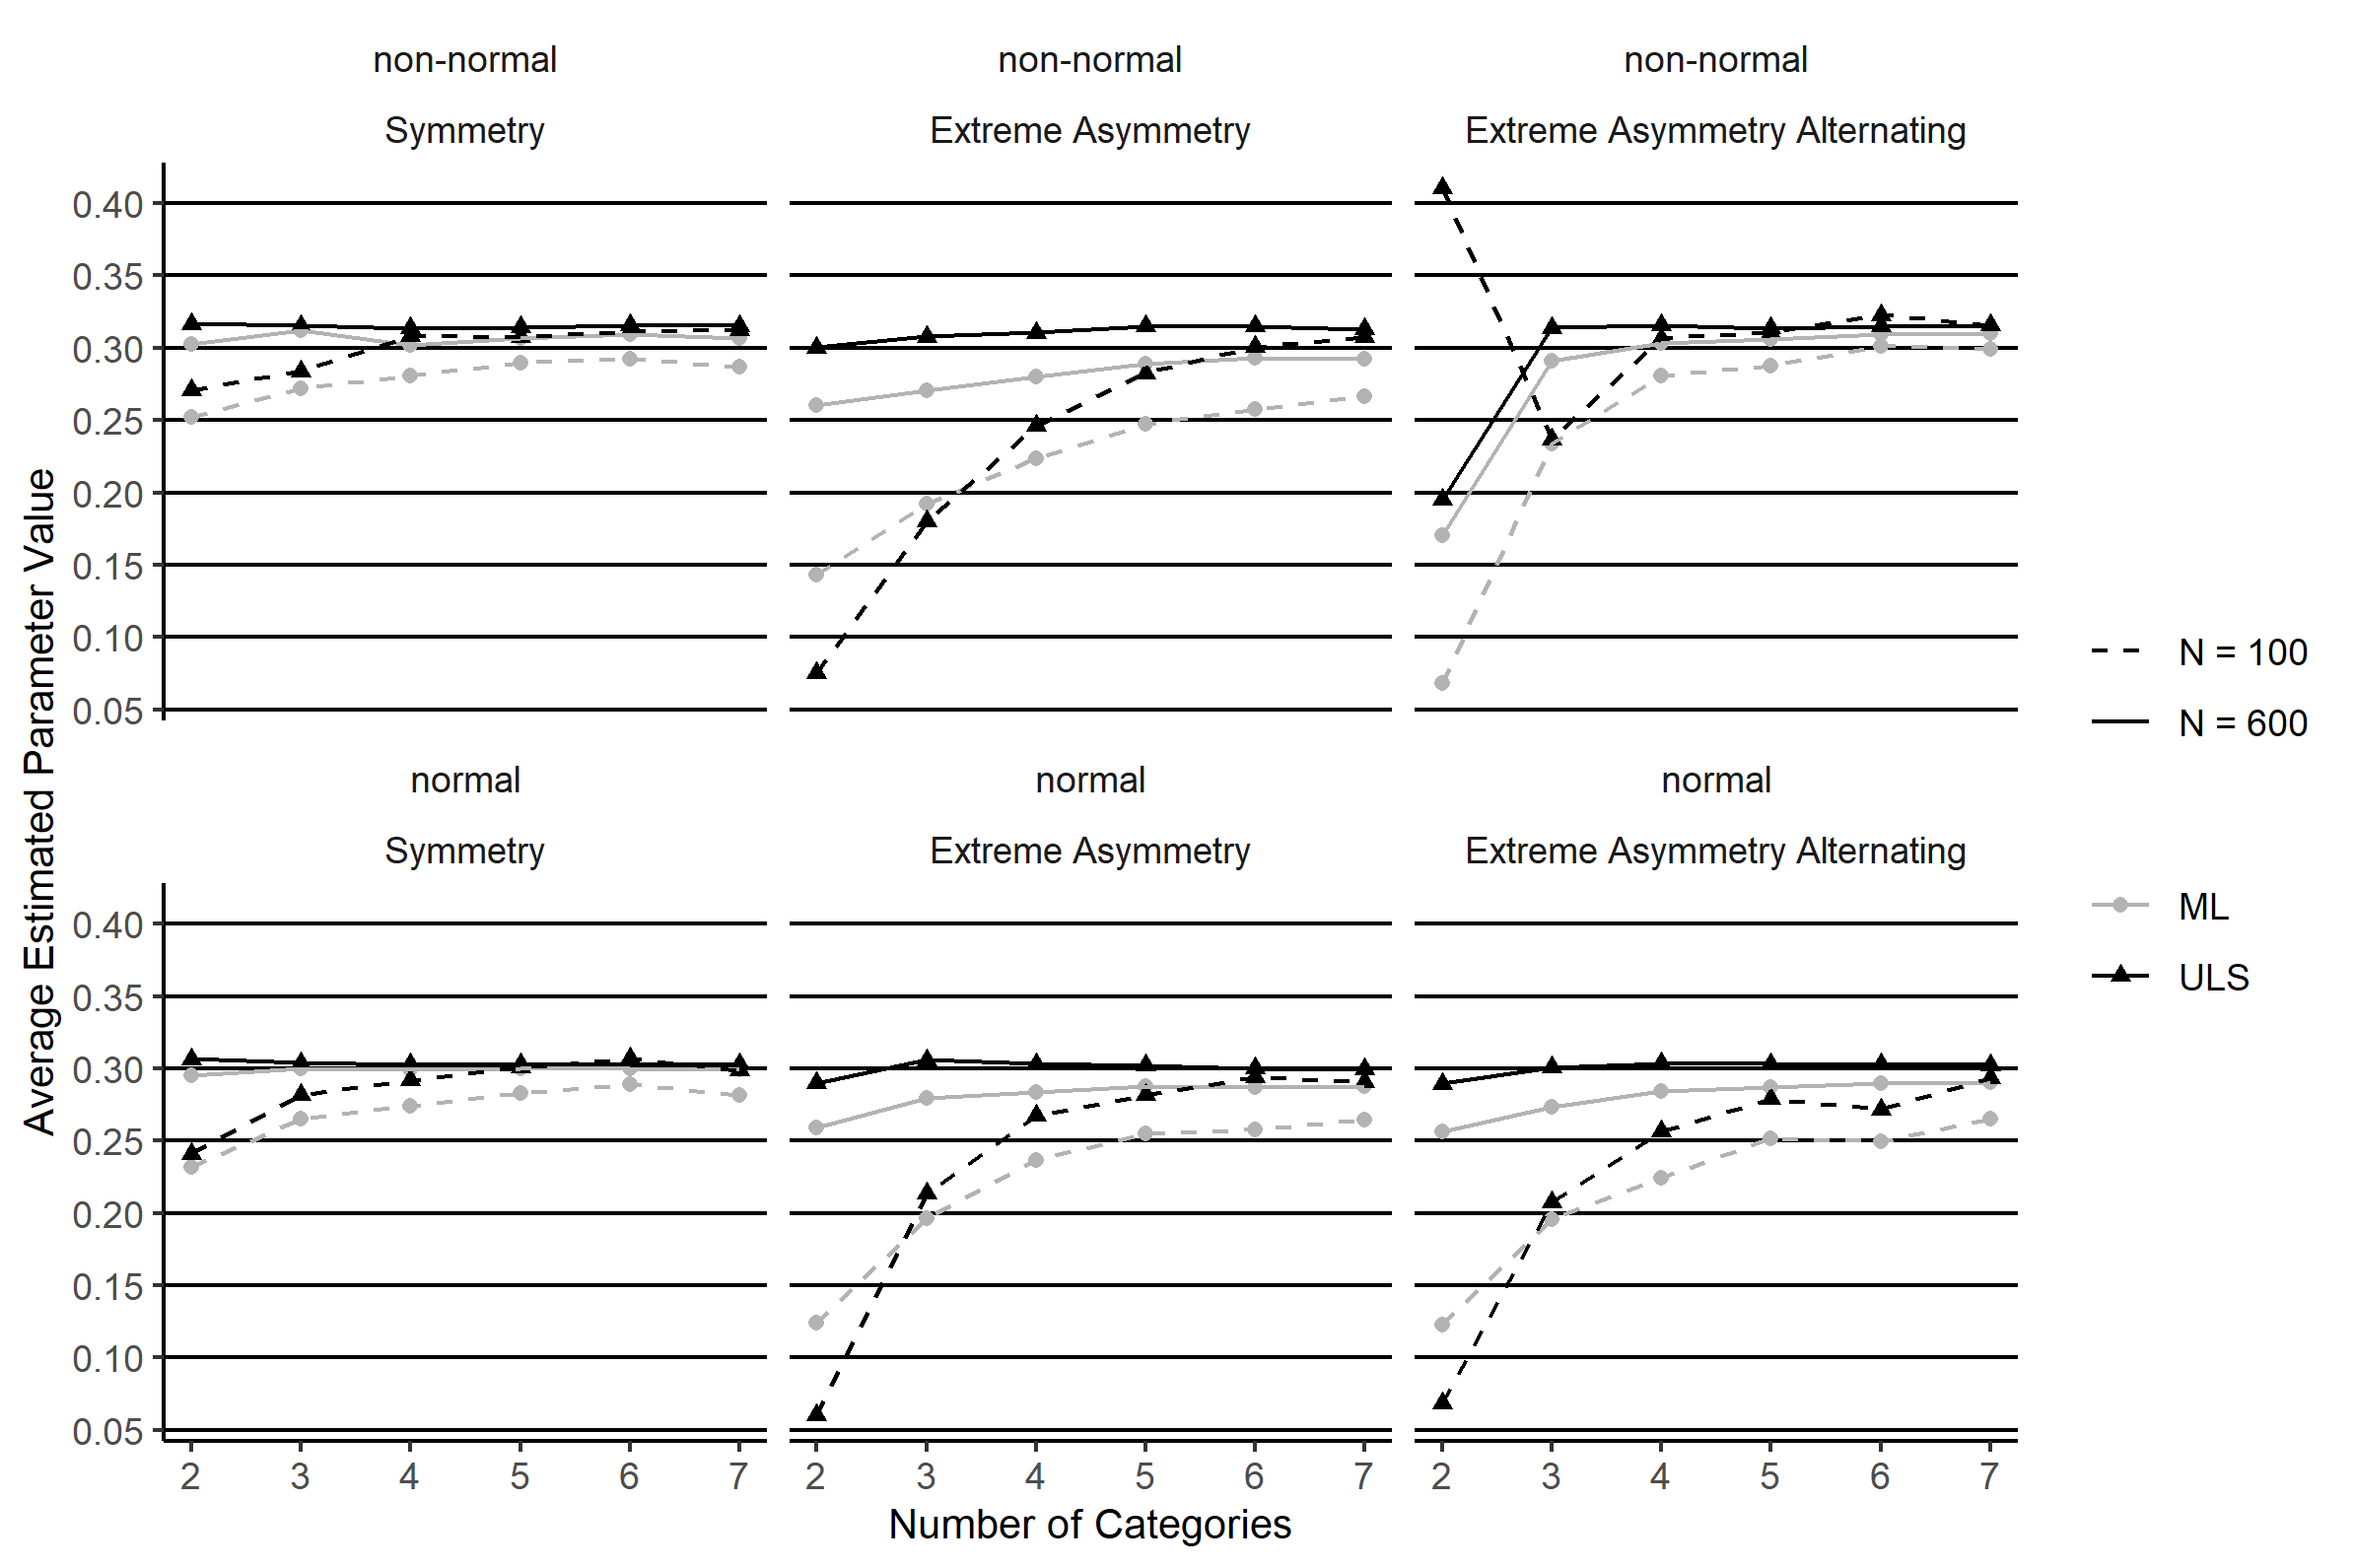 non-normal
Symmetry
non-normal
Extreme Asymmetry
non-normal
Extreme Asymmetry Alternating
0.40
0.35
0.30
0.25
0.20
0.15
0.10
0.05
normal
Symmetry
normal
Extreme Asymmetry
normal
Extreme Asymmetry Alternating
0.40
0.35
0.30
0.25
0.20
0.15
0.10
0.05
2 3 4 5 6 7
2 3 4 5 6 7
2 3 4 5 6 7
Number of Categories
Average Estimated Parameter Value
N = 100
N = 600
ML
ULS